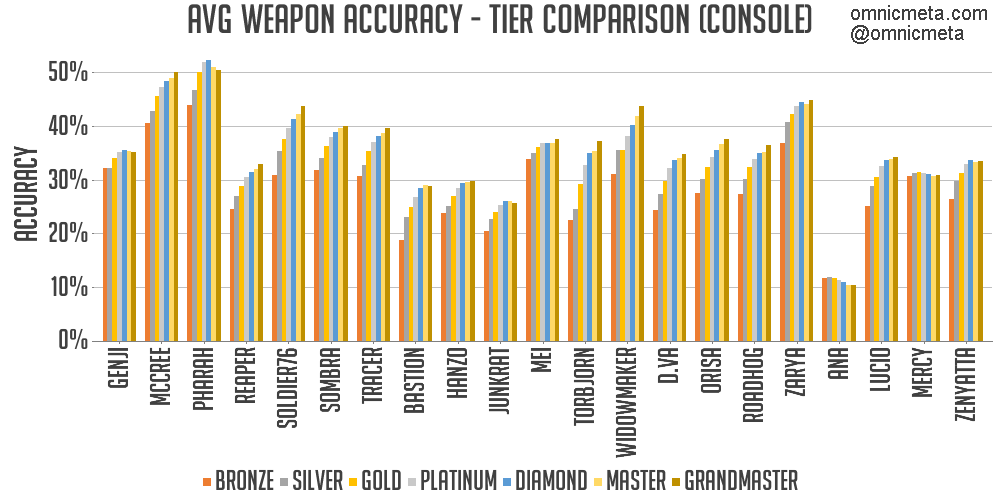 AVG WEAPON ACCURACY - TIER COMPARISON (CONSOLE)
omnicmeta.com
@omnicmeta
ACCURACY
50%
40%
30%
20%
10%
0%
GENJI
MCCREE
PHARAH
REAPER
SOLDIER76
SOMBRA
TRACER
BASTION
HANZO
JUNKRAT
MEI
TORBJORN
WIDOWMAKER
D.VA
ORISA
ROADHOG
ZARYA
ANA
LUCIO
MERCY
ZENYATTA
BRONZE SILVER GOLD PLATINUM DIAMOND MASTER GRANDMASTER